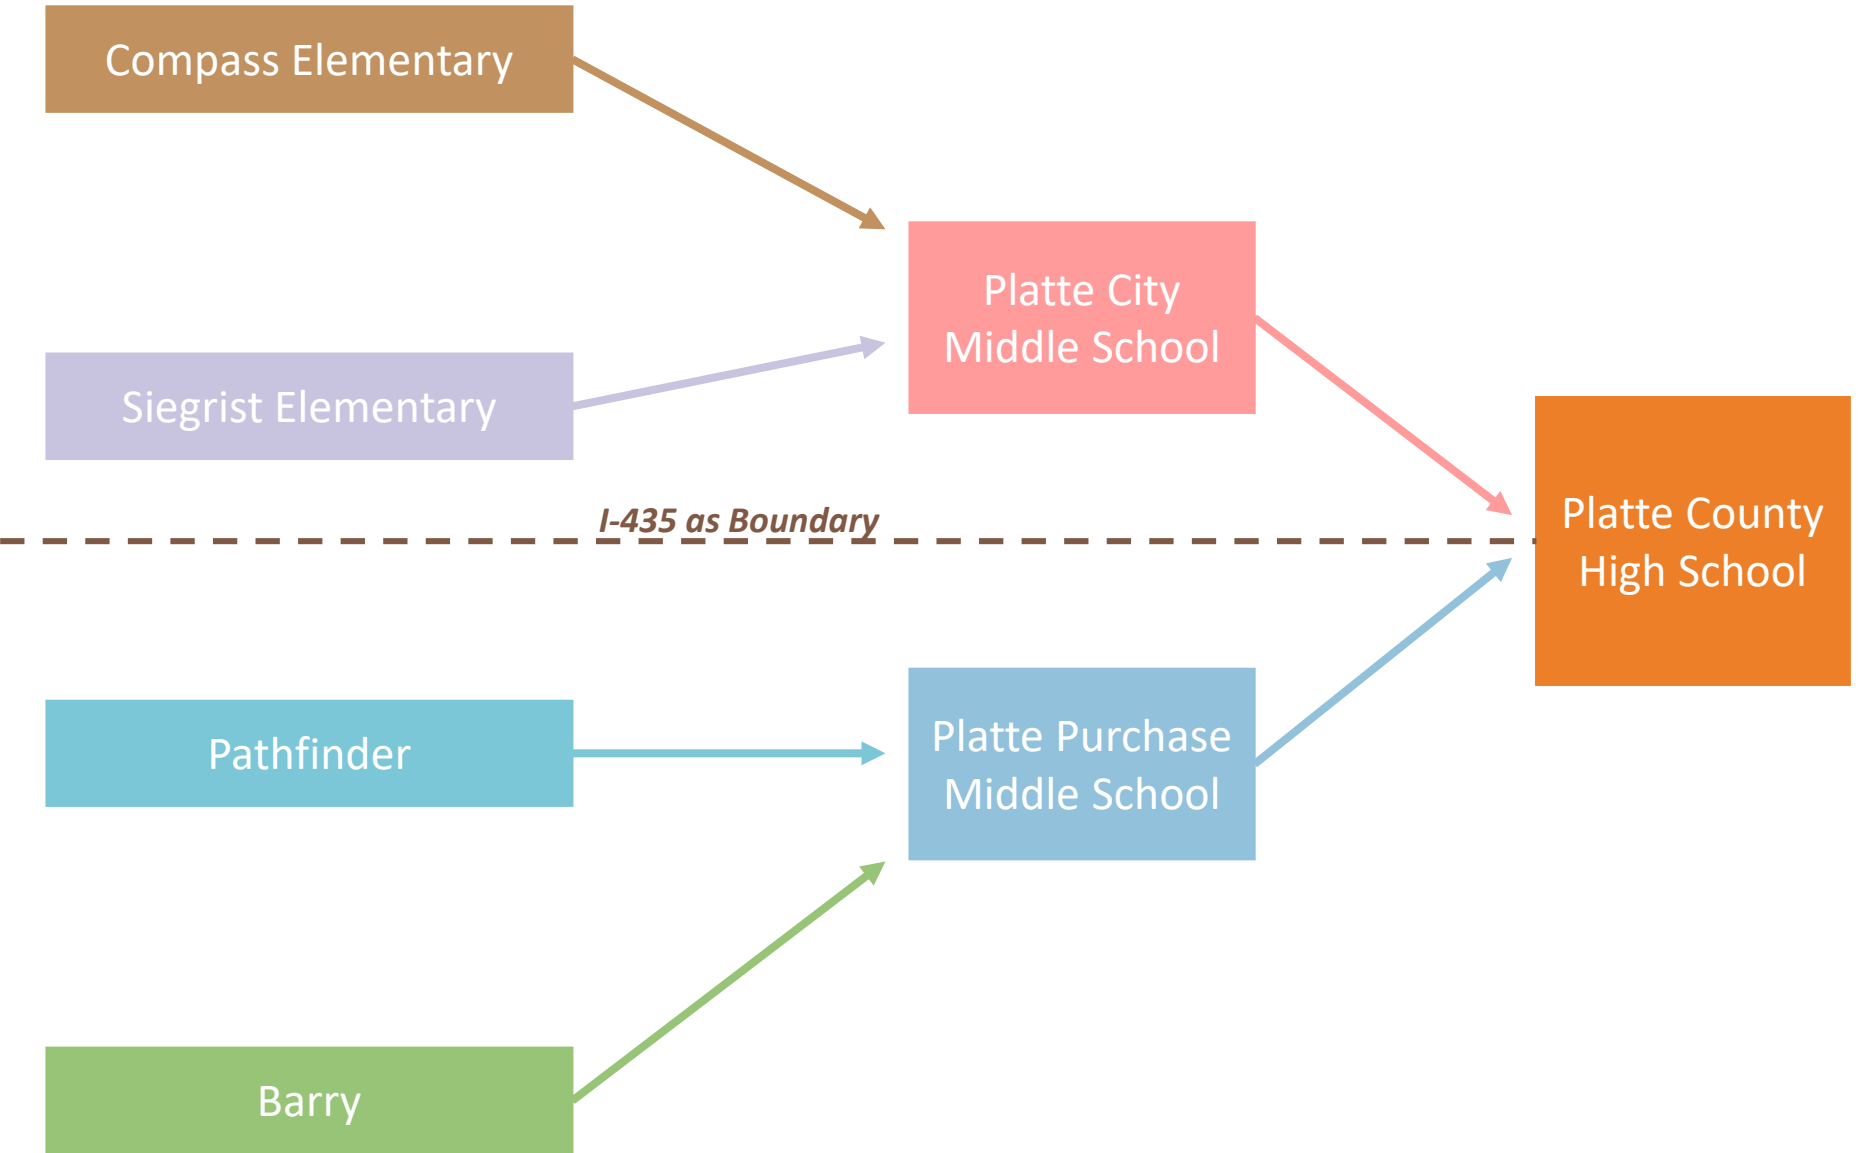 Compass Elementary
Platte City
Middle School
Siegrist Elementary
I-435 as Boundary
Platte County
High School
Pathfinder
Platte Purchase
Middle School
Barry